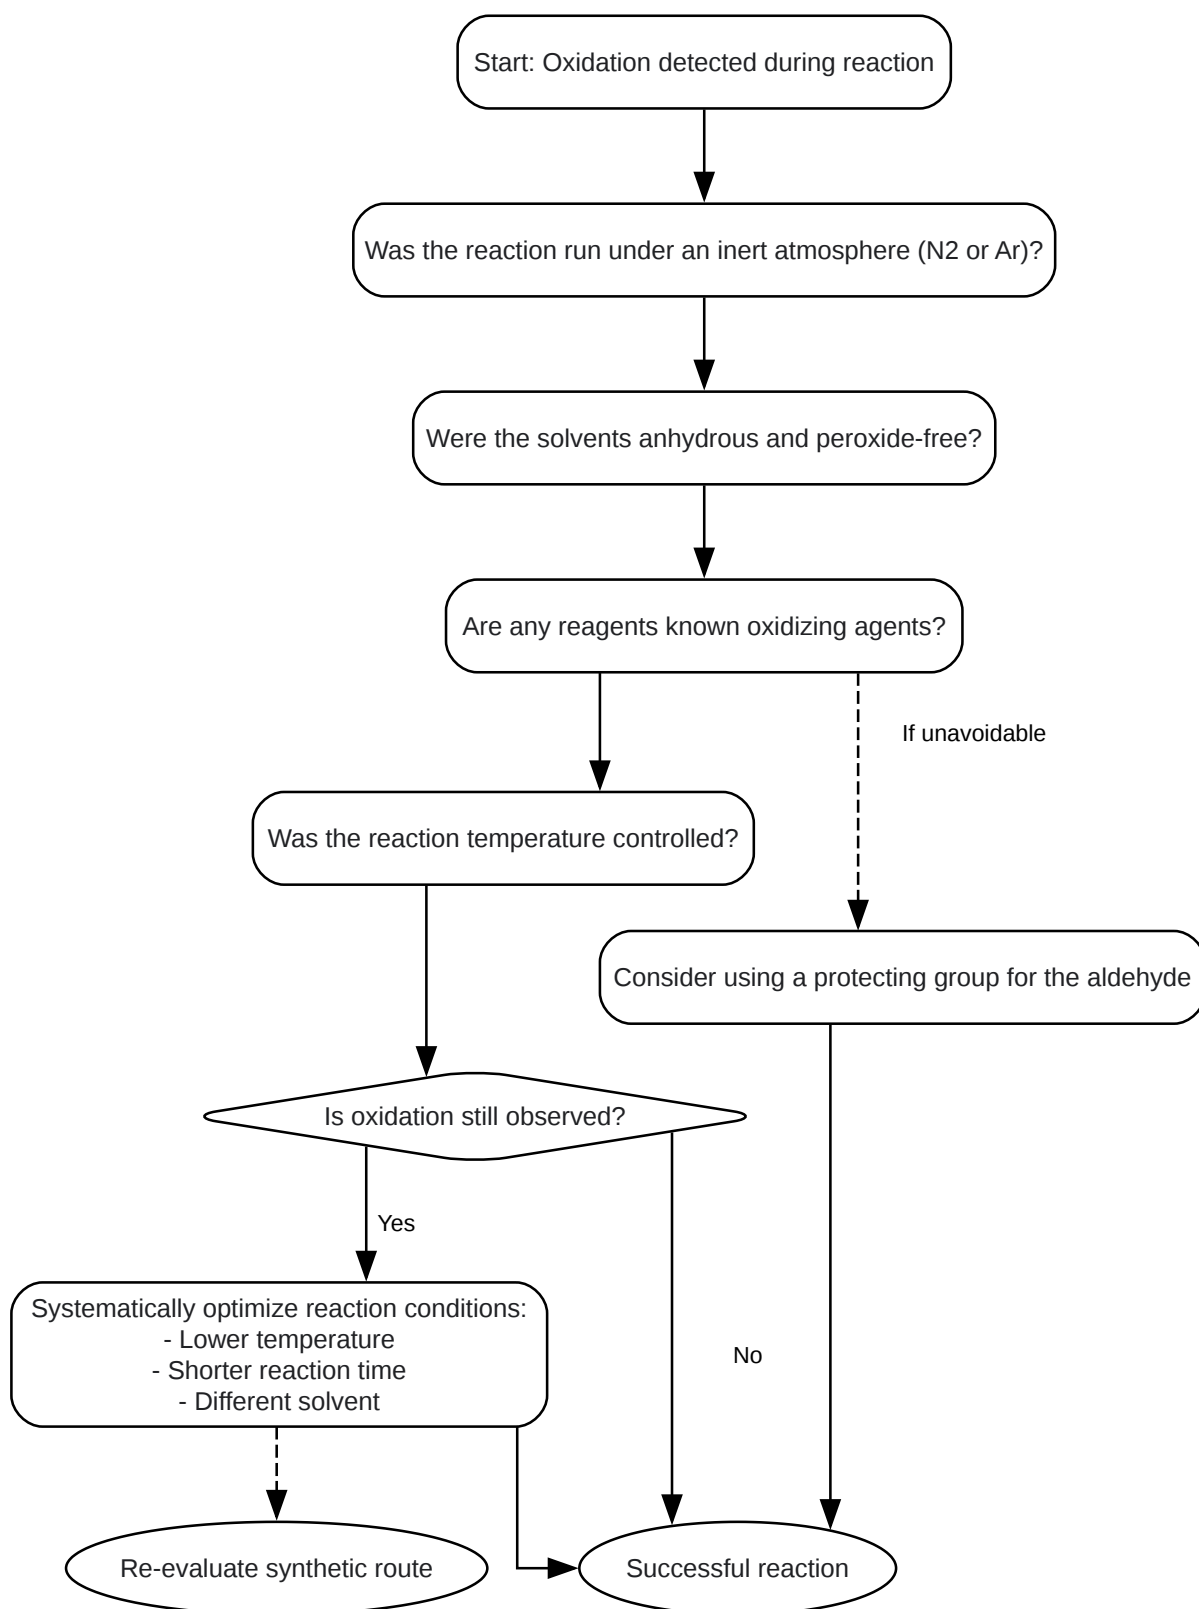 Start: Oxidation detected during reaction
Was the reaction run under an inert atmosphere (N2 or Ar)?
Were the solvents anhydrous and peroxide-free?
Are any reagents known oxidizing agents?
If unavoidable
Was the reaction temperature controlled?
Consider using a protecting group for the aldehyde
Is oxidation still observed?
Yes
Systematically optimize reaction conditions:
- Lower temperature
- Shorter reaction time
- Different solvent
No
Re-evaluate synthetic route
Successful reaction